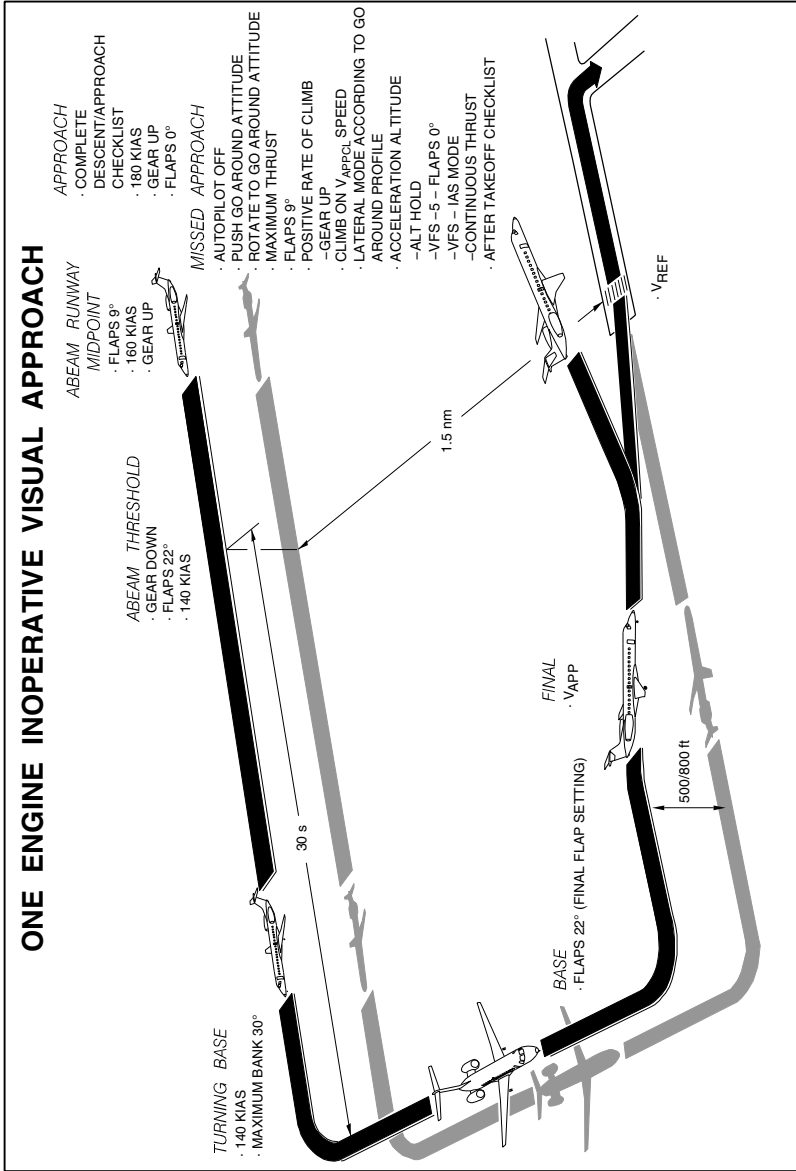 ONE ENGINE INOPERATIVE VISUAL APPROACH
APPROACH
· COMPLETE
DESCENT/APPROACH
CHECKLIST
· 180 KIAS
· GEAR UP
· FLAPS 0°
ABEAM RUNWAY
MIDPOINT
· FLAPS 9°
· 160 KIAS
· GEAR UP
ABEAM THRESHOLD
· GEAR DOWN
· FLAPS 22°
· 140 KIAS
TURNING BASE
· 140 KIAS
· MAXIMUM BANK 30°
30 s
1.5 nm
BASE
· FLAPS 22° (FINAL FLAP SETTING)
FINAL
· VAPP
500/800 ft
· VREF
MISSED APPROACH
· AUTOPILOT OFF
· PUSH GO AROUND ATTITUDE
· ROTATE TO GO AROUND ATTITUDE
· MAXIMUM THRUST
· FLAPS 9°
· POSITIVE RATE OF CLIMB
–GEAR UP
· CLIMB ON VAPPCL SPEED
· LATERAL MODE ACCORDING TO GO
AROUND PROFILE
· ACCELERATION ALTITUDE
–ALT HOLD
–VFS –5 – FLAPS 0°
–VFS – IAS MODE
–CONTINUOUS THRUST
· AFTER TAKEOFF CHECKLIST